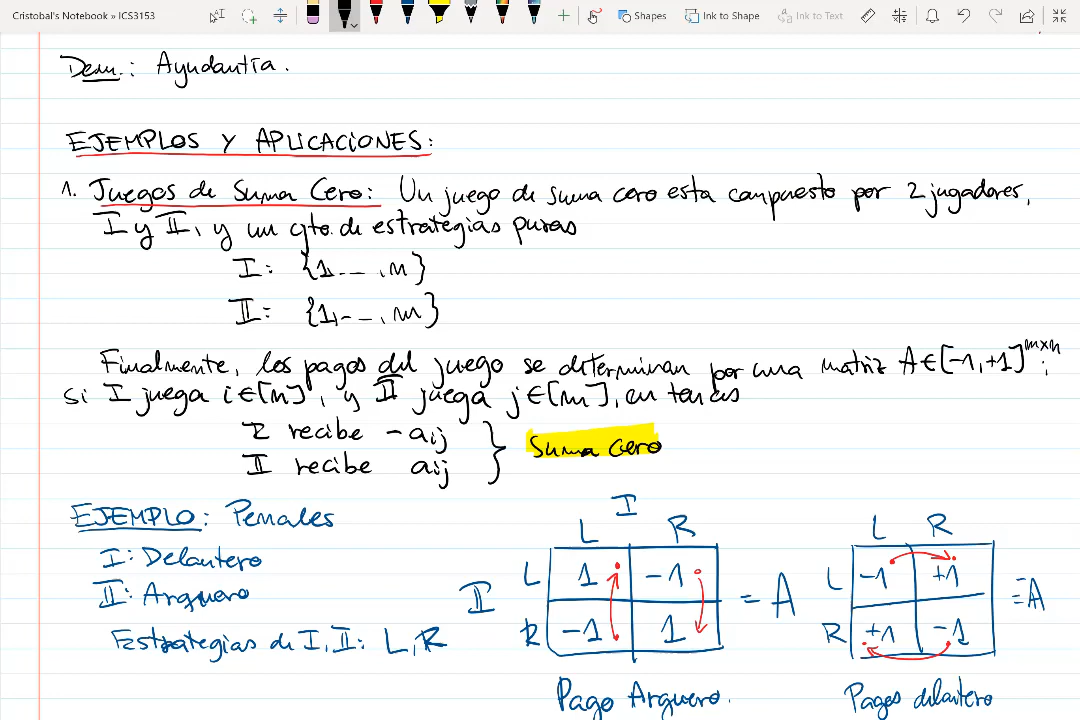 Cristobal's Notebook » ICS3153
Shapes
Ink to Shape
Ink to Text
Dem.: Ayudantía.
EJEMPLOS Y APLICACIONES:
1. Juegos de Suma Cero: Un juego de suma cero esta compuesto por 2 jugadores,
I y II, y un cjto. de estrategias puras
I: {1,--,n}
II: {1,--,m}
Finalmente, los pagos del juego se determinan por una matriz A∈[-1,+1]^{m×n};
si I juega i∈[n], y II juega j∈[m], entonces
I recibe -aij
II recibe aij
Suma cero
EJEMPLO: Penales
I: Delantero
II: Arquero
Estrategias de I, II: L, R
I
L R
II
L 1 -1
R -1 1
= A
Pago Arquero.
L R
L -1 +1
R +1 -1
= -A
Pagos delantero